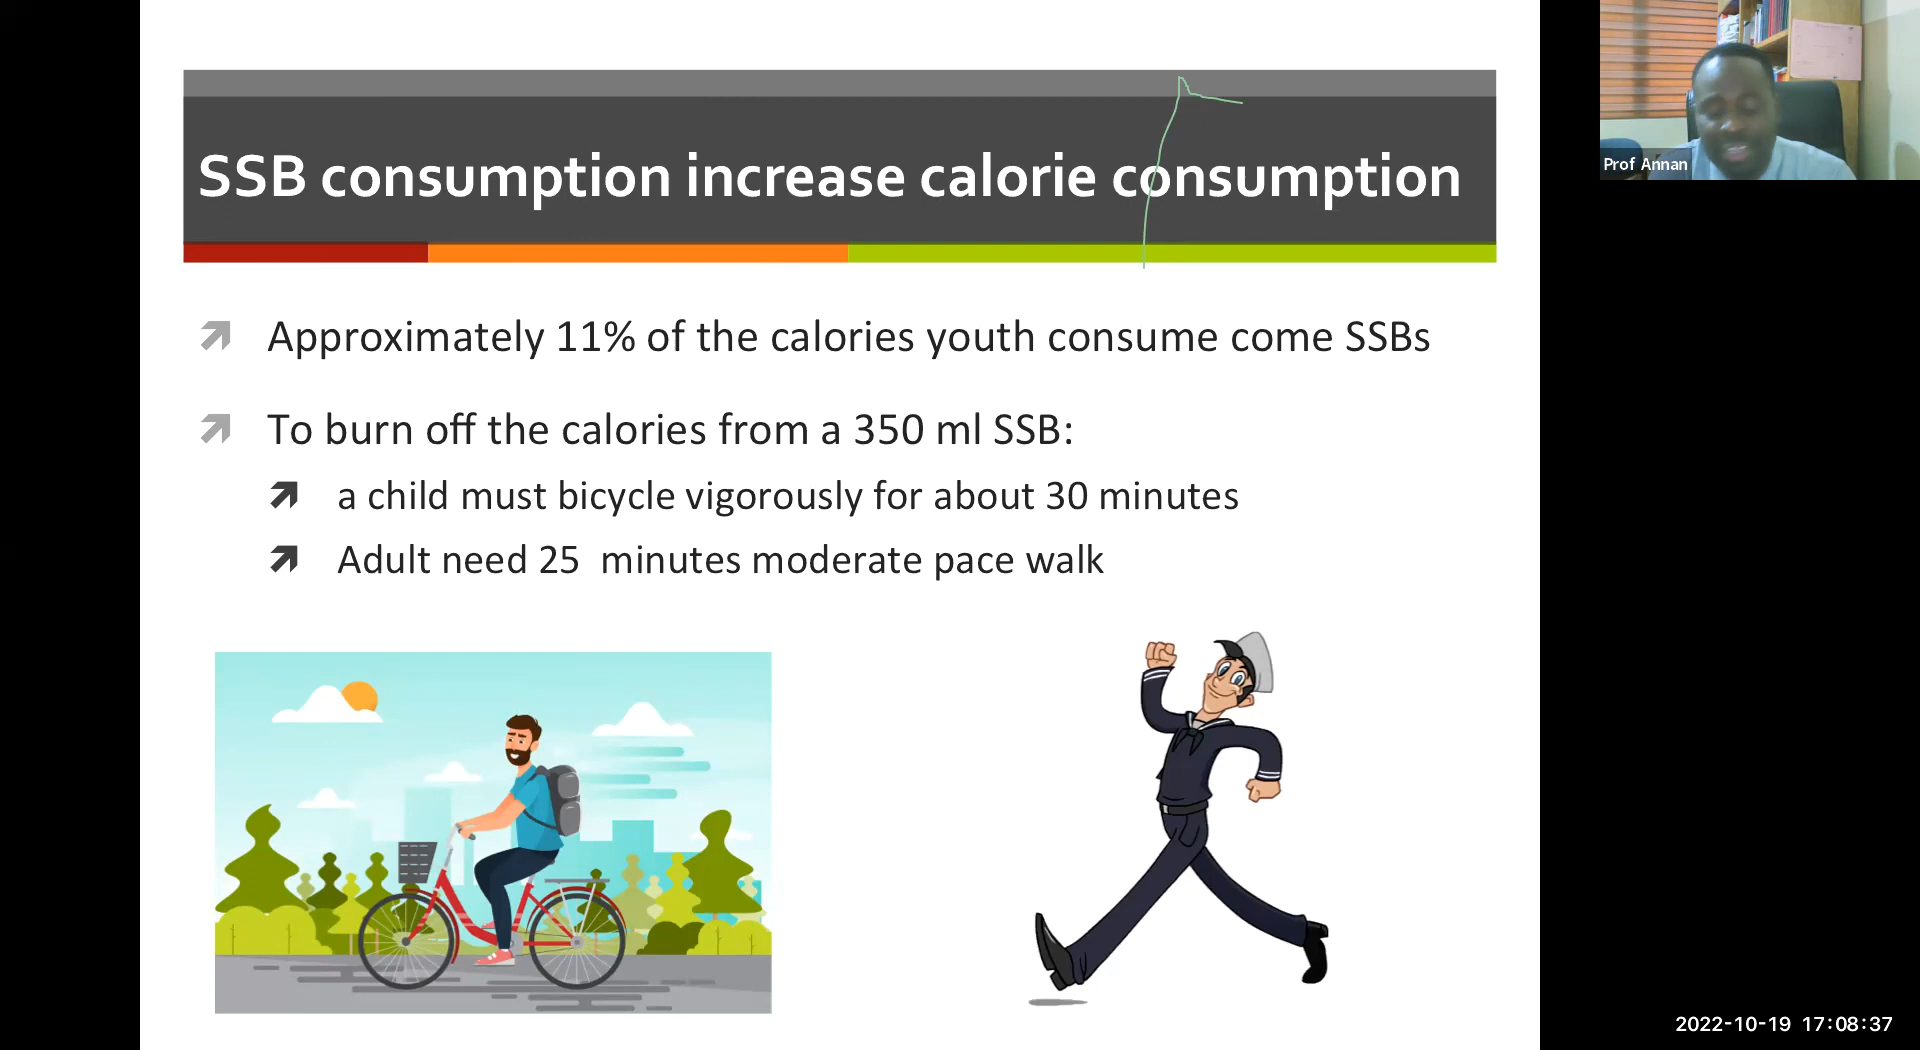 SSB consumption increase calorie consumption
Approximately 11% of the calories youth consume come SSBs
To burn off the calories from a 350 ml SSB:
a child must bicycle vigorously for about 30 minutes
Adult need 25  minutes moderate pace walk
Prof Annan
2022-10-19 17:08:37